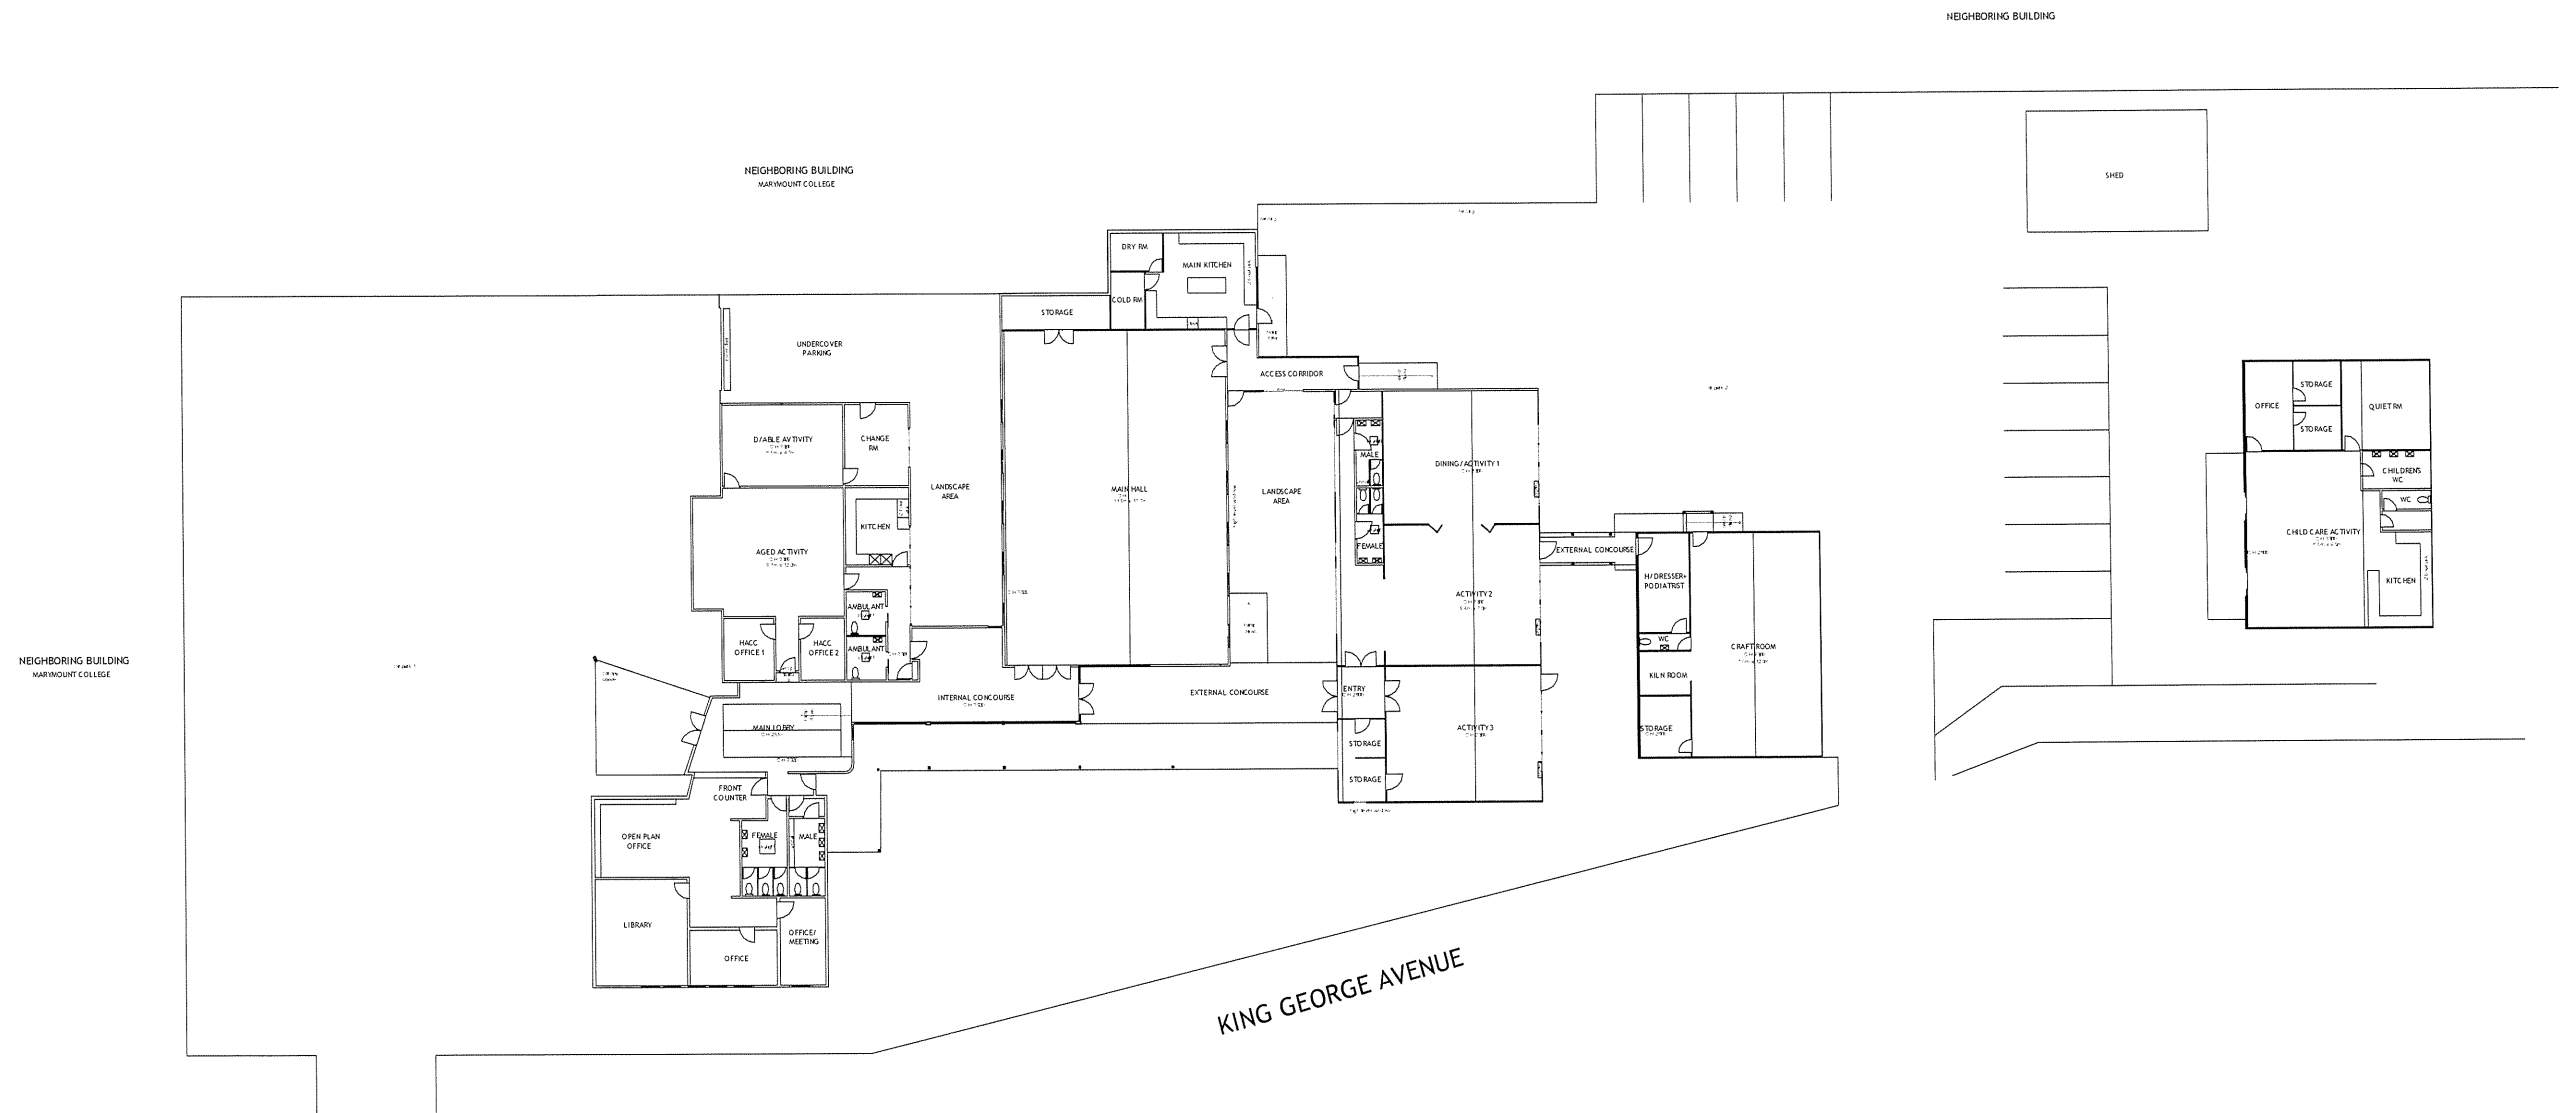 NEIGHBORING BUILDING
NEIGHBORING BUILDING
MARYMOUNT COLLEGE
SHED
DRY RM
MAIN KITCHEN
COLD RM
STORAGE
UNDERCOVER
PARKING
ACCESS CORRIDOR
OFFICE
STORAGE
STORAGE
QUIET RM
D/ABLE AVTIVITY
CHANGE
RM
LANDSCAPE
AREA
MAIN HALL
LANDSCAPE
AREA
MALE
DINING/ACTIVITY 1
CHILDRENS
WC
WC
KITCHEN
AGED ACTIVITY
FEMALE
EXTERNAL CONCOURSE
CHILD CARE ACTIVITY
KITCHEN
H/DRESSER+
PODIATRIST
AMBULANT
ACTIVITY 2
HACC
OFFICE 1
HACC
OFFICE 2
AMBULANT
WC
CRAFT ROOM
KILN ROOM
NEIGHBORING BUILDING
MARYMOUNT COLLEGE
INTERNAL CONCOURSE
EXTERNAL CONCOURSE
ENTRY
MAIN LOBBY
ACTIVITY 3
STORAGE
STORAGE
STORAGE
FRONT
COUNTER
OPEN PLAN
OFFICE
FEMALE
MALE
LIBRARY
OFFICE
OFFICE/
MEETING
KING GEORGE AVENUE